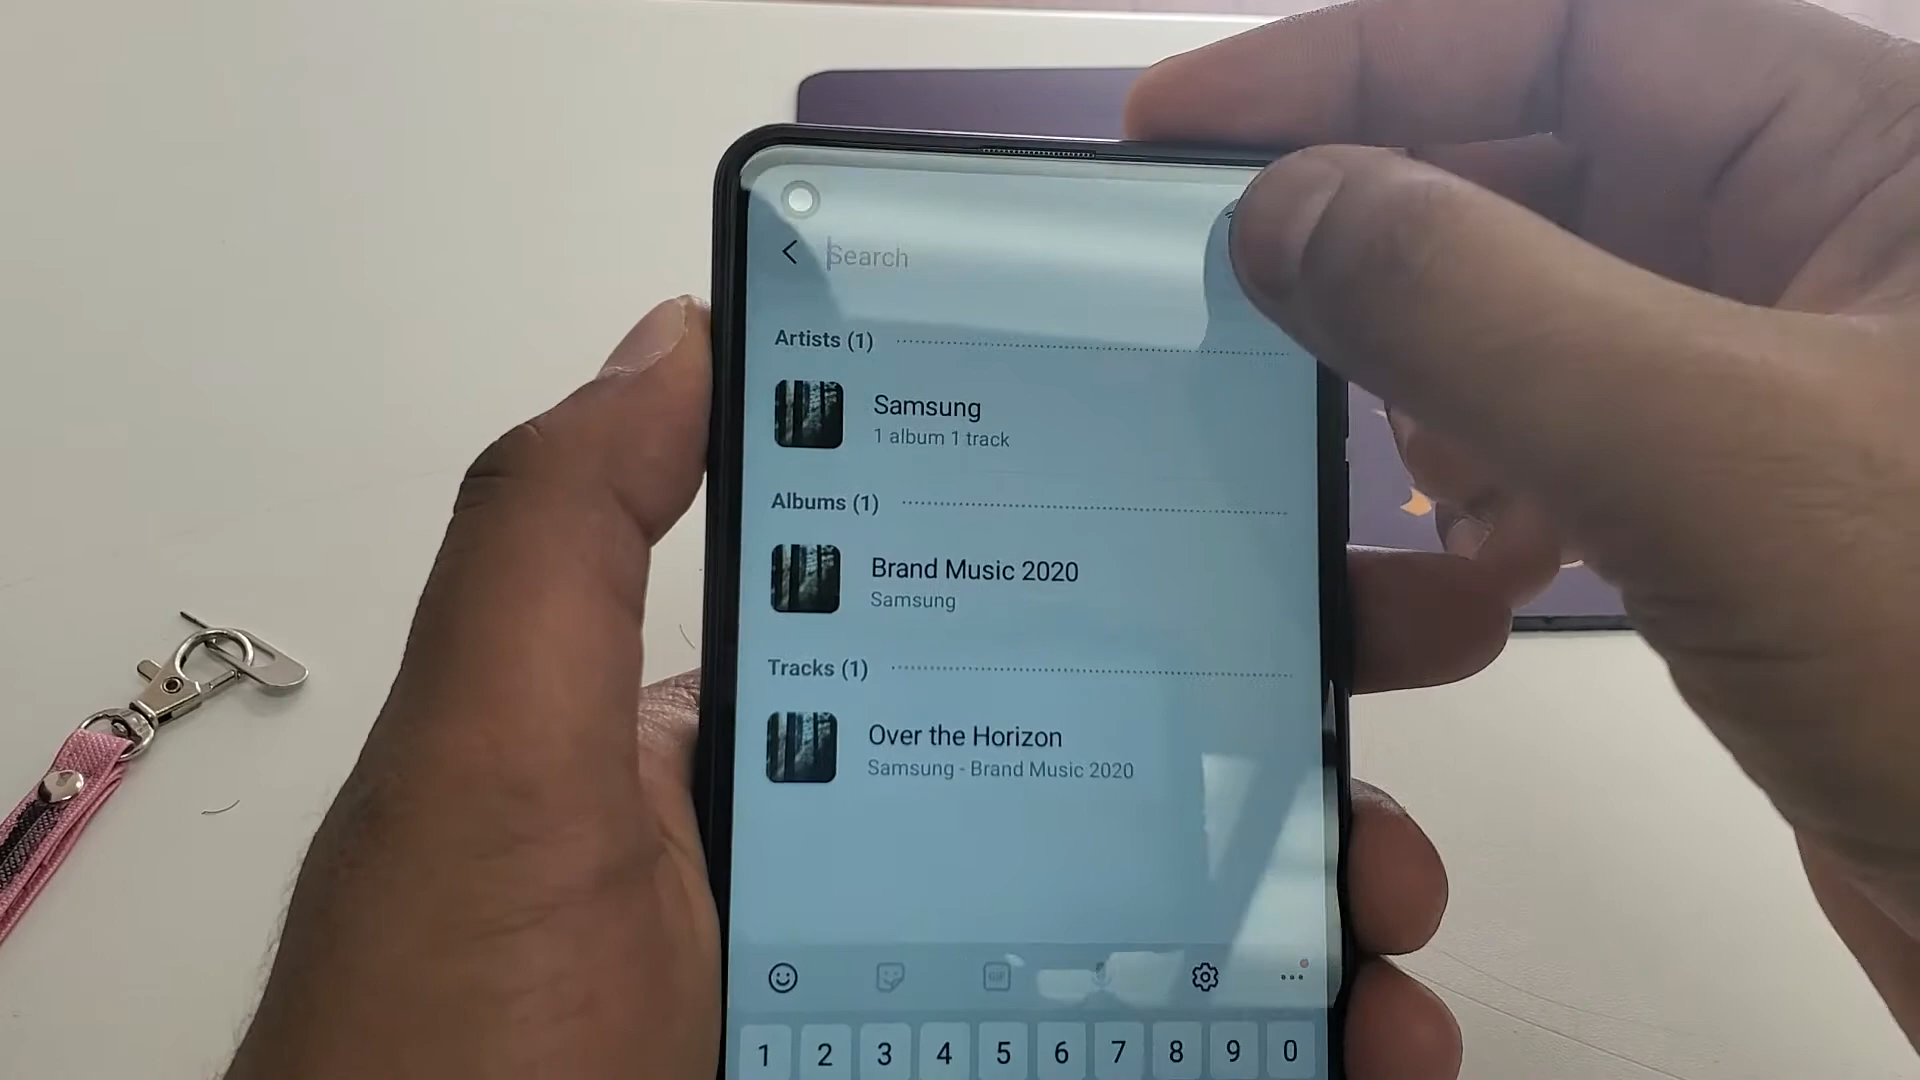 Search
Artists (1)
Samsung
1 album 1 track
Albums (1)
Brand Music 2020
Samsung
Tracks (1)
Over the Horizon
Samsung - Brand Music 2020
GIF
1 2 3 4 5 6 7 8 9 0